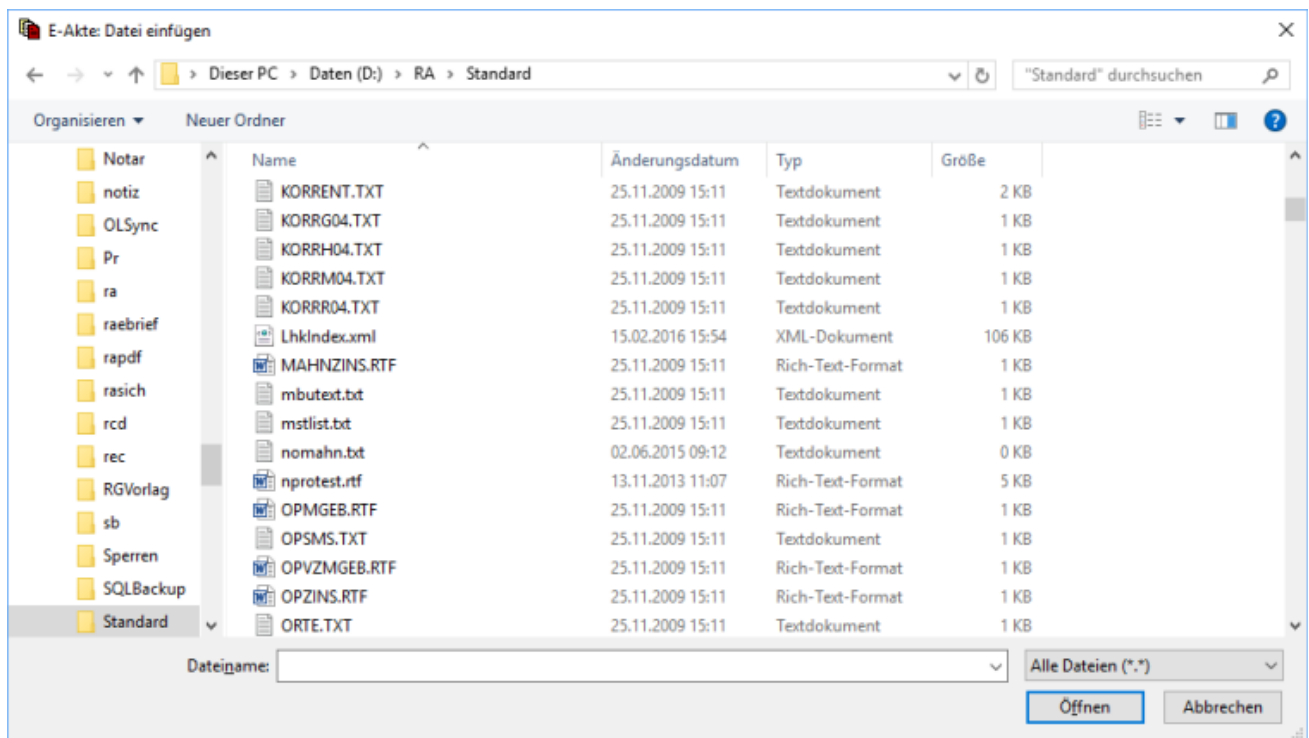 E-Akte: Datei einfügen
Dieser PC > Daten (D:) > RA > Standard
"Standard" durchsuchen
Organisieren
Neuer Ordner
Notar
notiz
OLSync
Pr
ra
raebrief
rapdf
rasich
rcd
rec
RGVorlag
sb
Sperren
SQLBackup
Standard
Name Änderungsdatum Typ Größe
KORRENT.TXT 25.11.2009 15:11 Textdokument 2 KB
KORRG04.TXT 25.11.2009 15:11 Textdokument 1 KB
KORRH04.TXT 25.11.2009 15:11 Textdokument 1 KB
KORRM04.TXT 25.11.2009 15:11 Textdokument 1 KB
KORRR04.TXT 25.11.2009 15:11 Textdokument 1 KB
LhkIndex.xml 15.02.2016 15:54 XML-Dokument 106 KB
MAHNZINS.RTF 25.11.2009 15:11 Rich-Text-Format 1 KB
mbutext.txt 25.11.2009 15:11 Textdokument 1 KB
mstlist.txt 25.11.2009 15:11 Textdokument 1 KB
nomahn.txt 02.06.2015 09:12 Textdokument 0 KB
nprotest.rtf 13.11.2013 11:07 Rich-Text-Format 5 KB
OPMGEB.RTF 25.11.2009 15:11 Rich-Text-Format 1 KB
OPSMS.TXT 25.11.2009 15:11 Textdokument 1 KB
OPVZMGEB.RTF 25.11.2009 15:11 Rich-Text-Format 1 KB
OPZINS.RTF 25.11.2009 15:11 Rich-Text-Format 1 KB
ORTE.TXT 25.11.2009 15:11 Textdokument 1 KB
Dateiname:
Alle Dateien (*.*)
Öffnen
Abbrechen